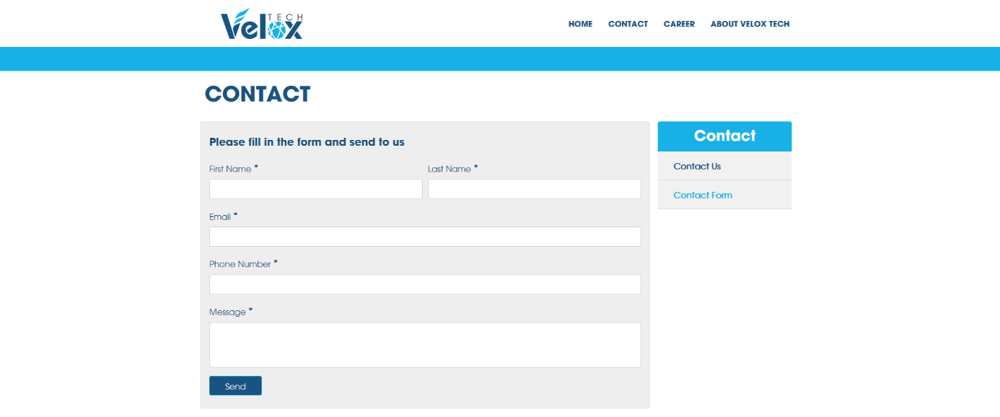 TECH
Velox
HOME CONTACT CAREER ABOUT VELOX TECH
CONTACT
Please fill in the form and send to us
First Name * Last Name *
Email *
Phone Number *
Message *
Send
Contact
Contact Us
Contact Form